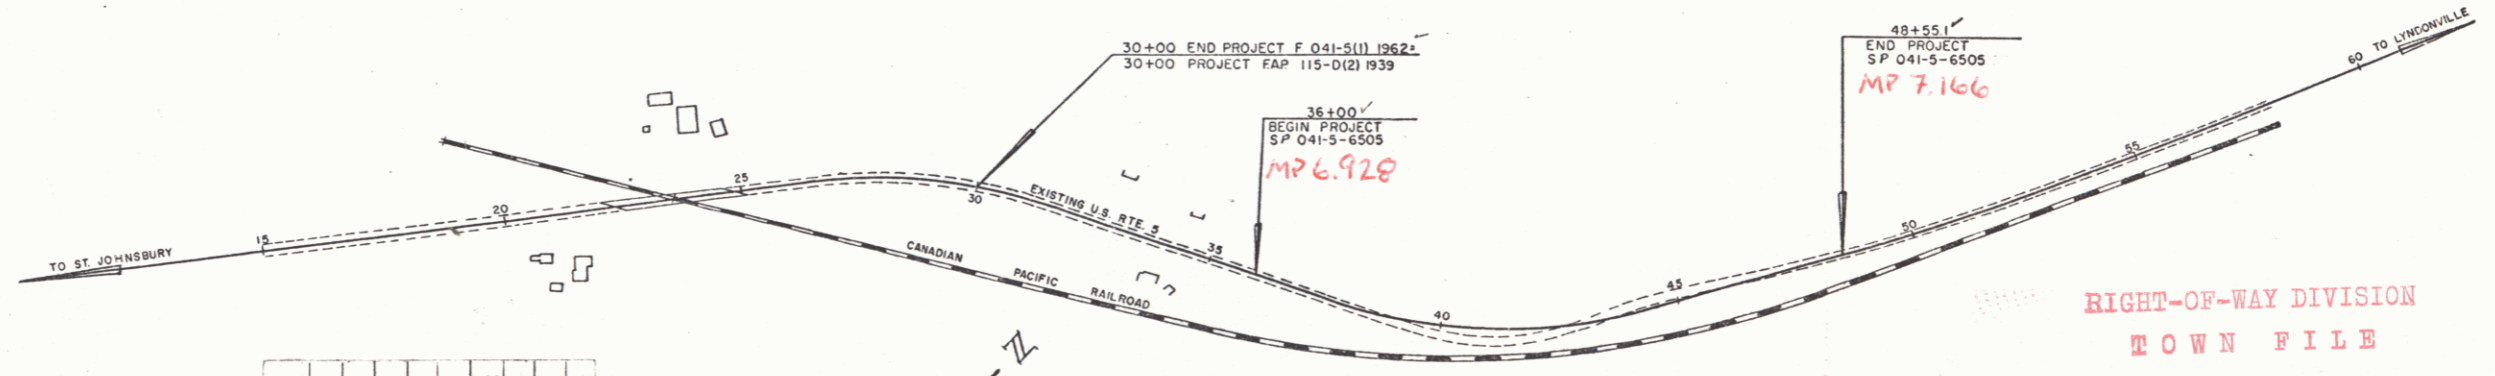 30+00 END PROJECT F 041-5(1) 1962=
30+00 PROJECT F.A.P. 115-D(2) 1939
36+00 ✓
BEGIN PROJECT
SP 041-5-6505
MP 6.928
48+55.1 ✓
END PROJECT
SP 041-5-6505
MP 7.166
TO ST. JOHNSBURY
15
20
25
30
EXISTING U.S. RTE. 5
35
40
45
50
55
60
TO LYNDONVILLE
CANADIAN PACIFIC RAILROAD
N
RIGHT-OF-WAY DIVISION
TOWN FILE